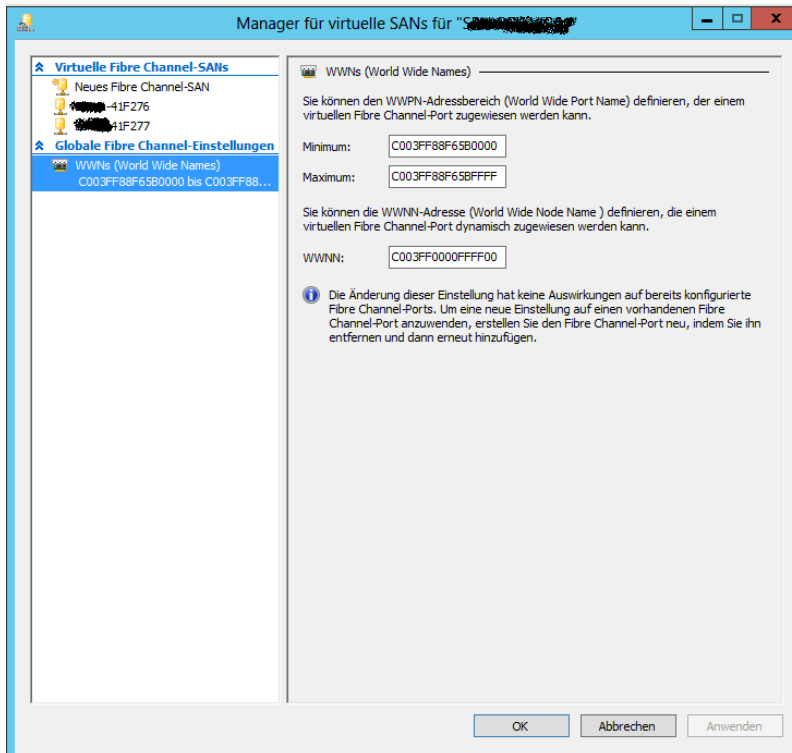 Manager für virtuelle SANs für "
Virtuelle Fibre Channel-SANs
Neues Fibre Channel-SAN
-41F276
41F277
Globale Fibre Channel-Einstellungen
WWNs (World Wide Names)
C003FF88F65B0000 bis C003FF88...
WWNs (World Wide Names)
Sie können den WWPN-Adressbereich (World Wide Port Name) definieren, der einem
virtuellen Fibre Channel-Port zugewiesen werden kann.
Minimum: C003FF88F65B0000
Maximum: C003FF88F65BFFFF
Sie können die WWNN-Adresse (World Wide Node Name ) definieren, die einem
virtuellen Fibre Channel-Port dynamisch zugewiesen werden kann.
WWNN: C003FF0000FFFF00
Die Änderung dieser Einstellung hat keine Auswirkungen auf bereits konfigurierte
Fibre Channel-Ports. Um eine neue Einstellung auf einen vorhandenen Fibre
Channel-Port anzuwenden, erstellen Sie den Fibre Channel-Port neu, indem Sie ihn
entfernen und dann erneut hinzufügen.
OK Abbrechen Anwenden